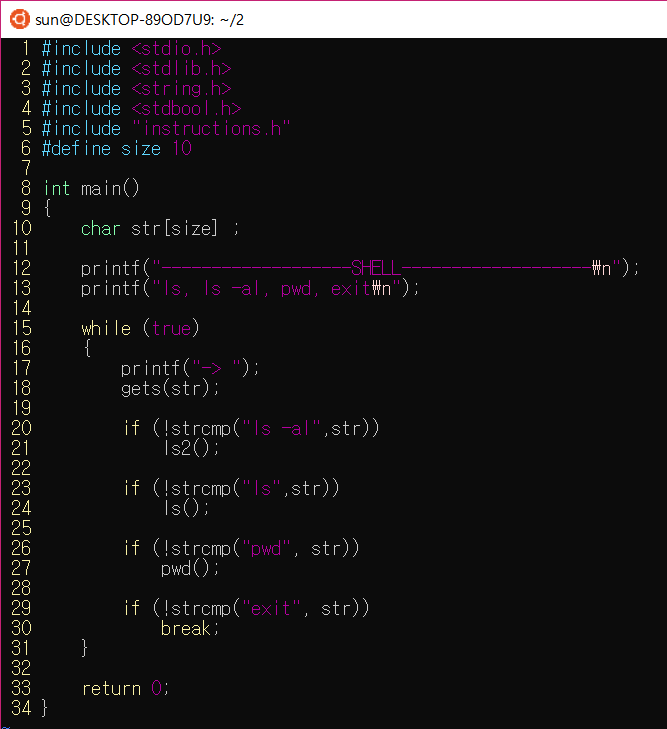 sun@DESKTOP-89OD7U9: ~/2
1 #include <stdio.h>
2 #include <stdlib.h>
3 #include <string.h>
4 #include <stdbool.h>
5 #include "instructions.h"
6 #define size 10
7
8 int main()
9 {
10     char str[size] ;
11
12     printf("-------------------SHELL-------------------₩n");
13     printf("ls, ls -al, pwd, exit₩n");
14
15     while (true)
16     {
17         printf("-> ");
18         gets(str);
19
20         if (!strcmp("ls -al",str))
21             ls2();
22
23         if (!strcmp("ls",str))
24             ls();
25
26         if (!strcmp("pwd", str))
27             pwd();
28
29         if (!strcmp("exit", str))
30             break;
31     }
32
33     return 0;
34 }
~